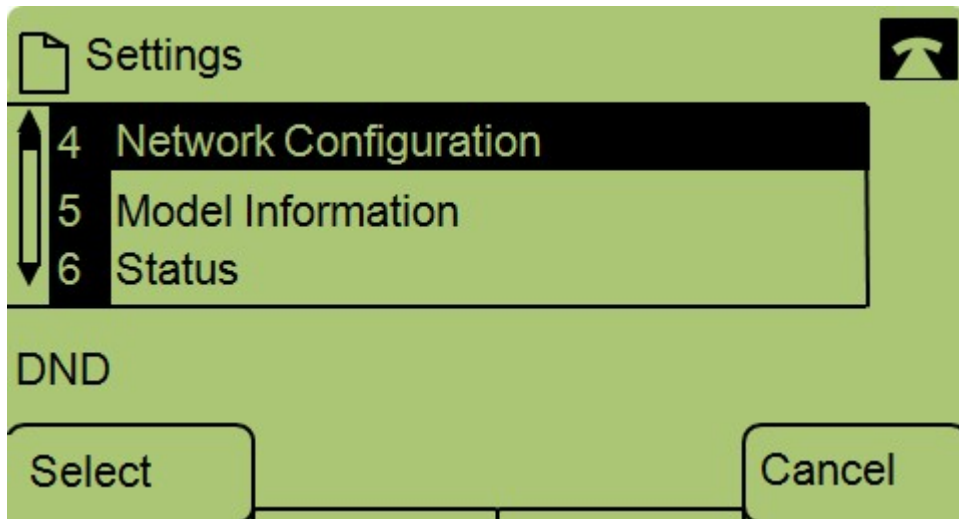 Settings
4 Network Configuration
5 Model Information
6 Status
DND
Select Cancel